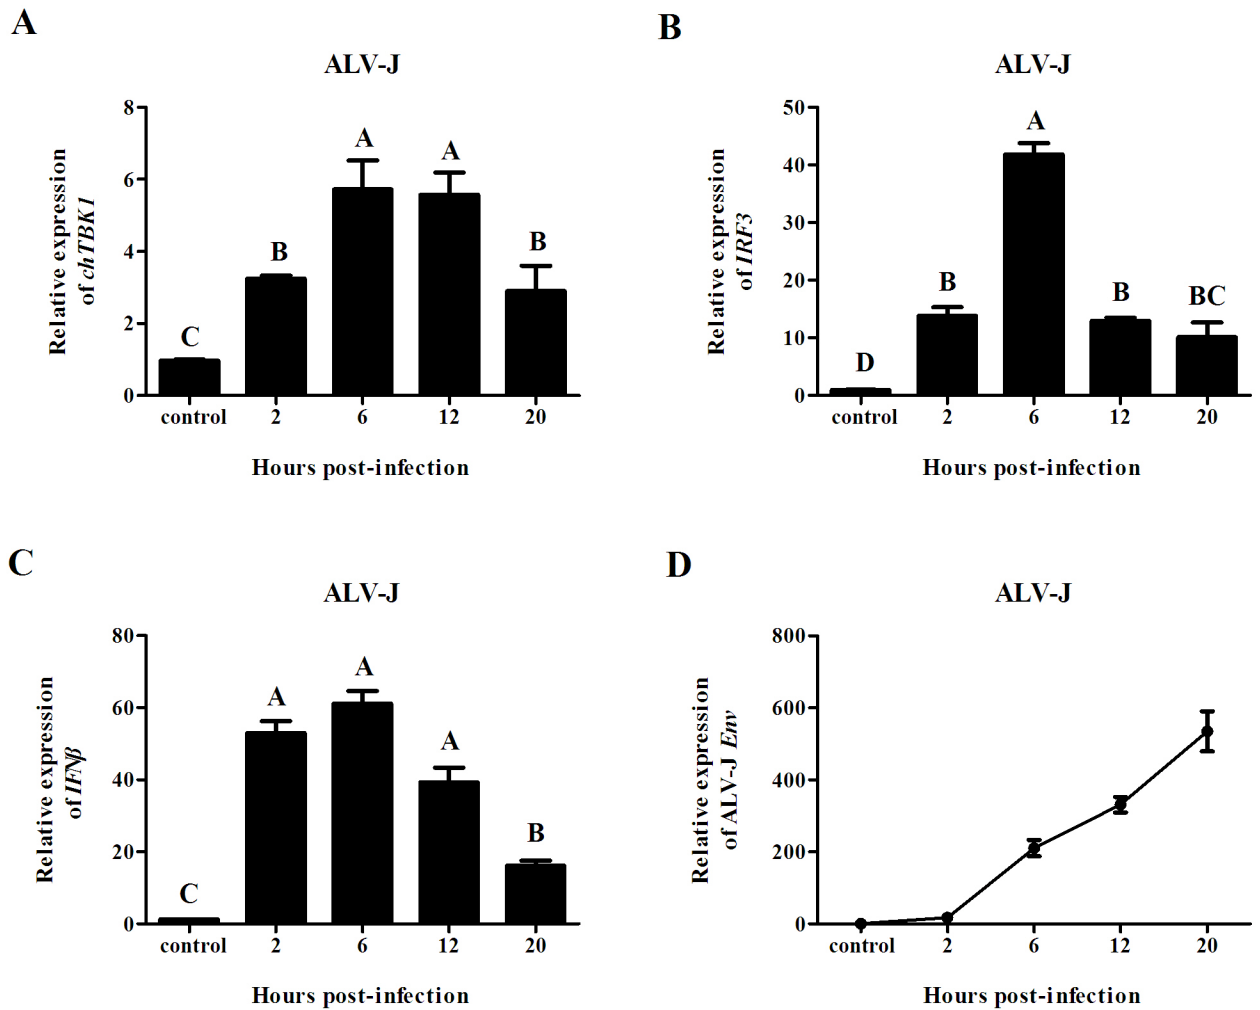 A
ALV-J
Relative expression
of chTBK1
8
6
4
2
0
C
B
A
A
B
control 2 6 12 20
Hours post-infection
B
ALV-J
Relative expression
of IRF3
50
40
30
20
10
0
D
B
A
B
BC
control 2 6 12 20
Hours post-infection
C
ALV-J
Relative expression
of IFNβ
80
60
40
20
0
C
A
A
A
B
control 2 6 12 20
Hours post-infection
D
ALV-J
Relative expression
of ALV-J Env
800
600
400
200
0
control 2 6 12 20
Hours post-infection